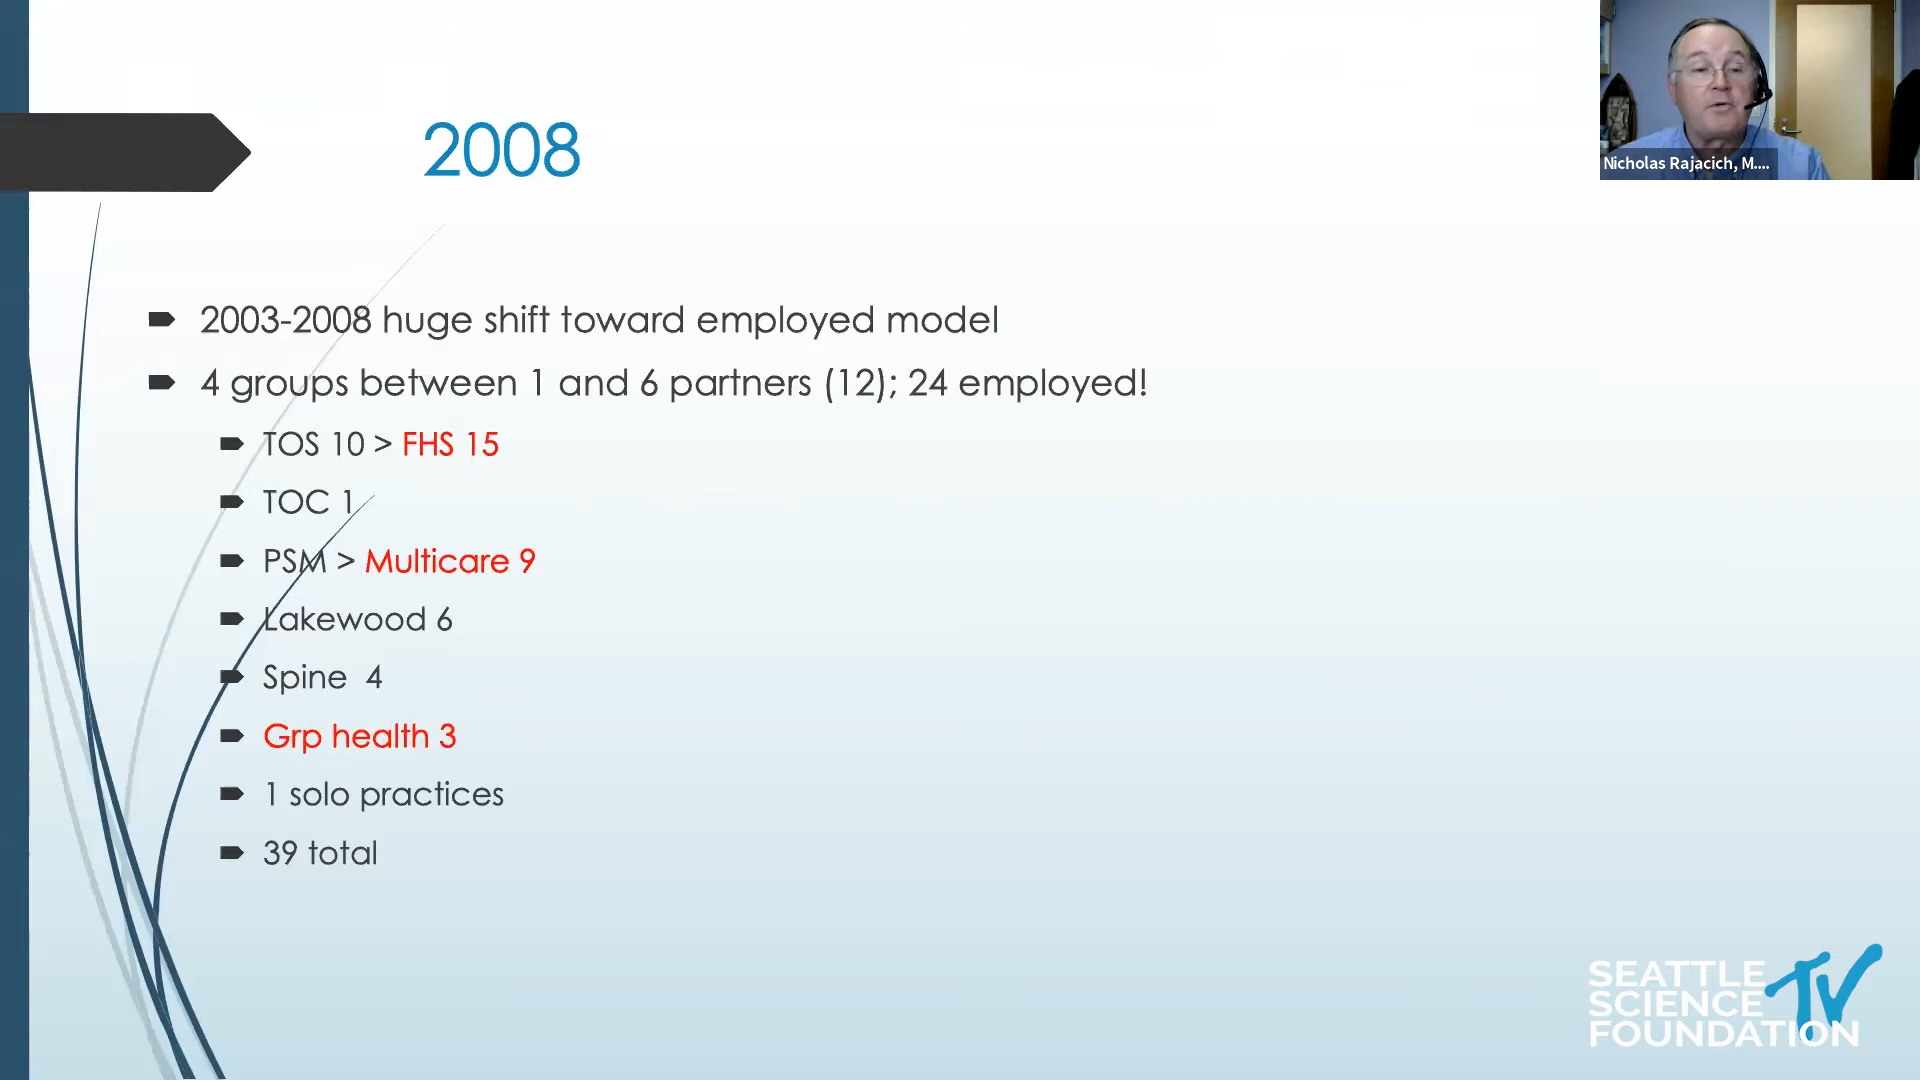 Nicholas Rajacich, M....
2008
2003-2008 huge shift toward employed model
4 groups between 1 and 6 partners (12); 24 employed!
TOS 10 > FHS 15
TOC 1
PSM > Multicare 9
Lakewood 6
Spine 4
Grp health 3
1 solo practices
39 total
SEATTLE
SCIENCE
FOUNDATION
TV